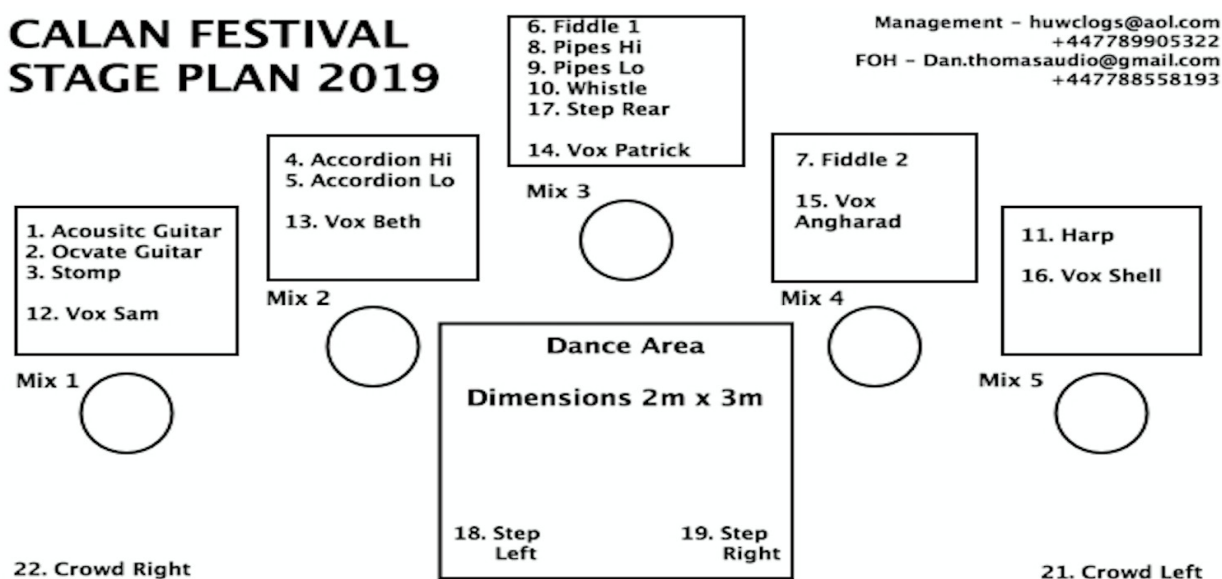 CALAN FESTIVAL
STAGE PLAN 2019
Management - huwclogs@aol.com
+447789905322
FOH - Dan.thomasaudio@gmail.com
+447788558193
6. Fiddle 1
8. Pipes Hi
9. Pipes Lo
10. Whistle
17. Step Rear
14. Vox Patrick
Mix 3
4. Accordion Hi
5. Accordion Lo
13. Vox Beth
Mix 2
7. Fiddle 2
15. Vox
Angharad
Mix 4
1. Acousitc Guitar
2. Ocvate Guitar
3. Stomp
12. Vox Sam
Mix 1
11. Harp
16. Vox Shell
Mix 5
Dance Area
Dimensions 2m x 3m
18. Step
Left
19. Step
Right
22. Crowd Right
21. Crowd Left